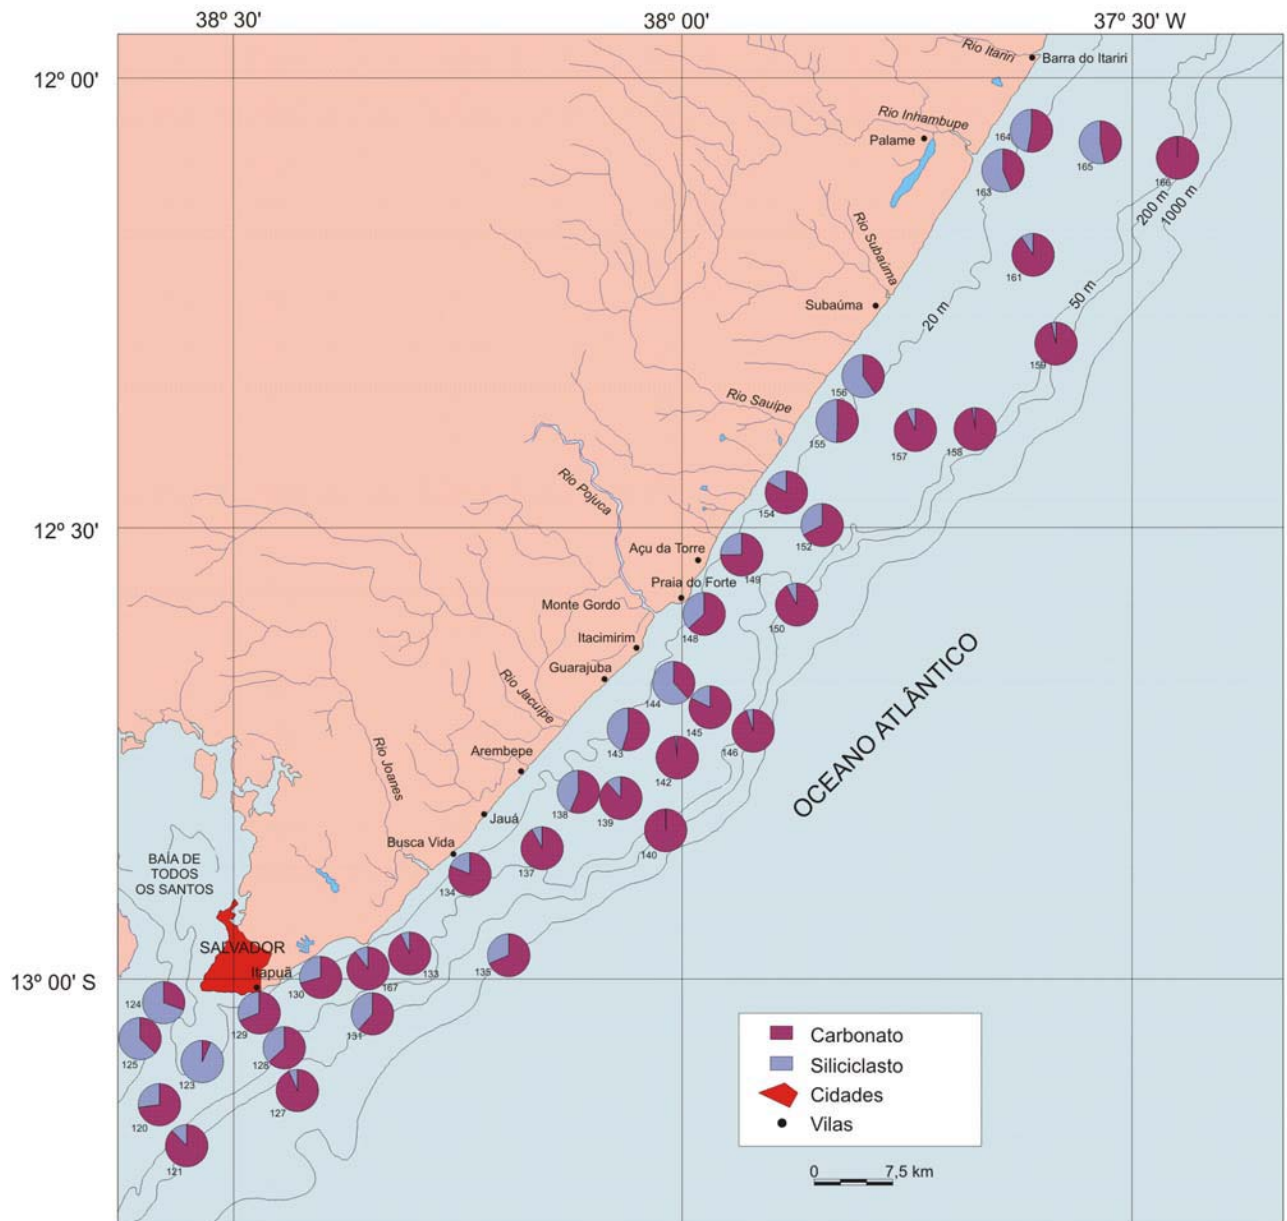 38º 30'
38º 00'
37º 30' W
Rio Itariri
Barra do Itariri
12º 00'
Rio Inhambupe
164
Palame
165
163
166
200 m
1000 m
Rio Subaúma
161
50 m
Subaúma
20 m
159
156
Rio Sauípe
155
157
158
Rio Pojuca
154
12º 30'
152
Açu da Torre
149
Praia do Forte
Monte Gordo
150
148
Itacimirim
Guarajuba
OCEANO ATLÂNTICO
Rio Jacuípe
144
145
Rio Joanes
143
146
Arembepe
142
138
139
Jauá
140
Busca Vida
137
BAÍA DE
TODOS
OS SANTOS
134
SALVADOR
135
133
Itapuã
167
13º 00' S
130
124
131
129
125
128
123
127
120
121
Carbonato
Siliciclasto
Cidades
Vilas
0
7,5 km